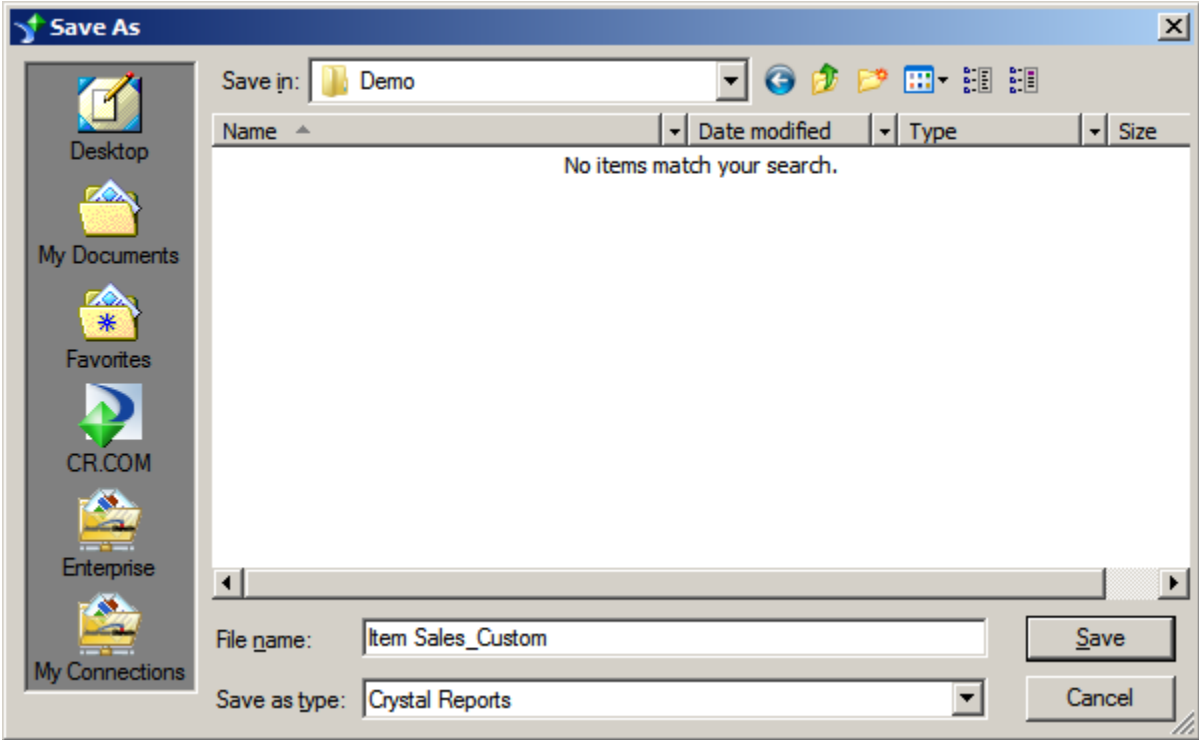 Save As
Save in: Demo
Name Date modified Type Size
No items match your search.
Desktop
My Documents
Favorites
CR.COM
Enterprise
My Connections
File name: Item Sales_Custom Save
Save as type: Crystal Reports Cancel